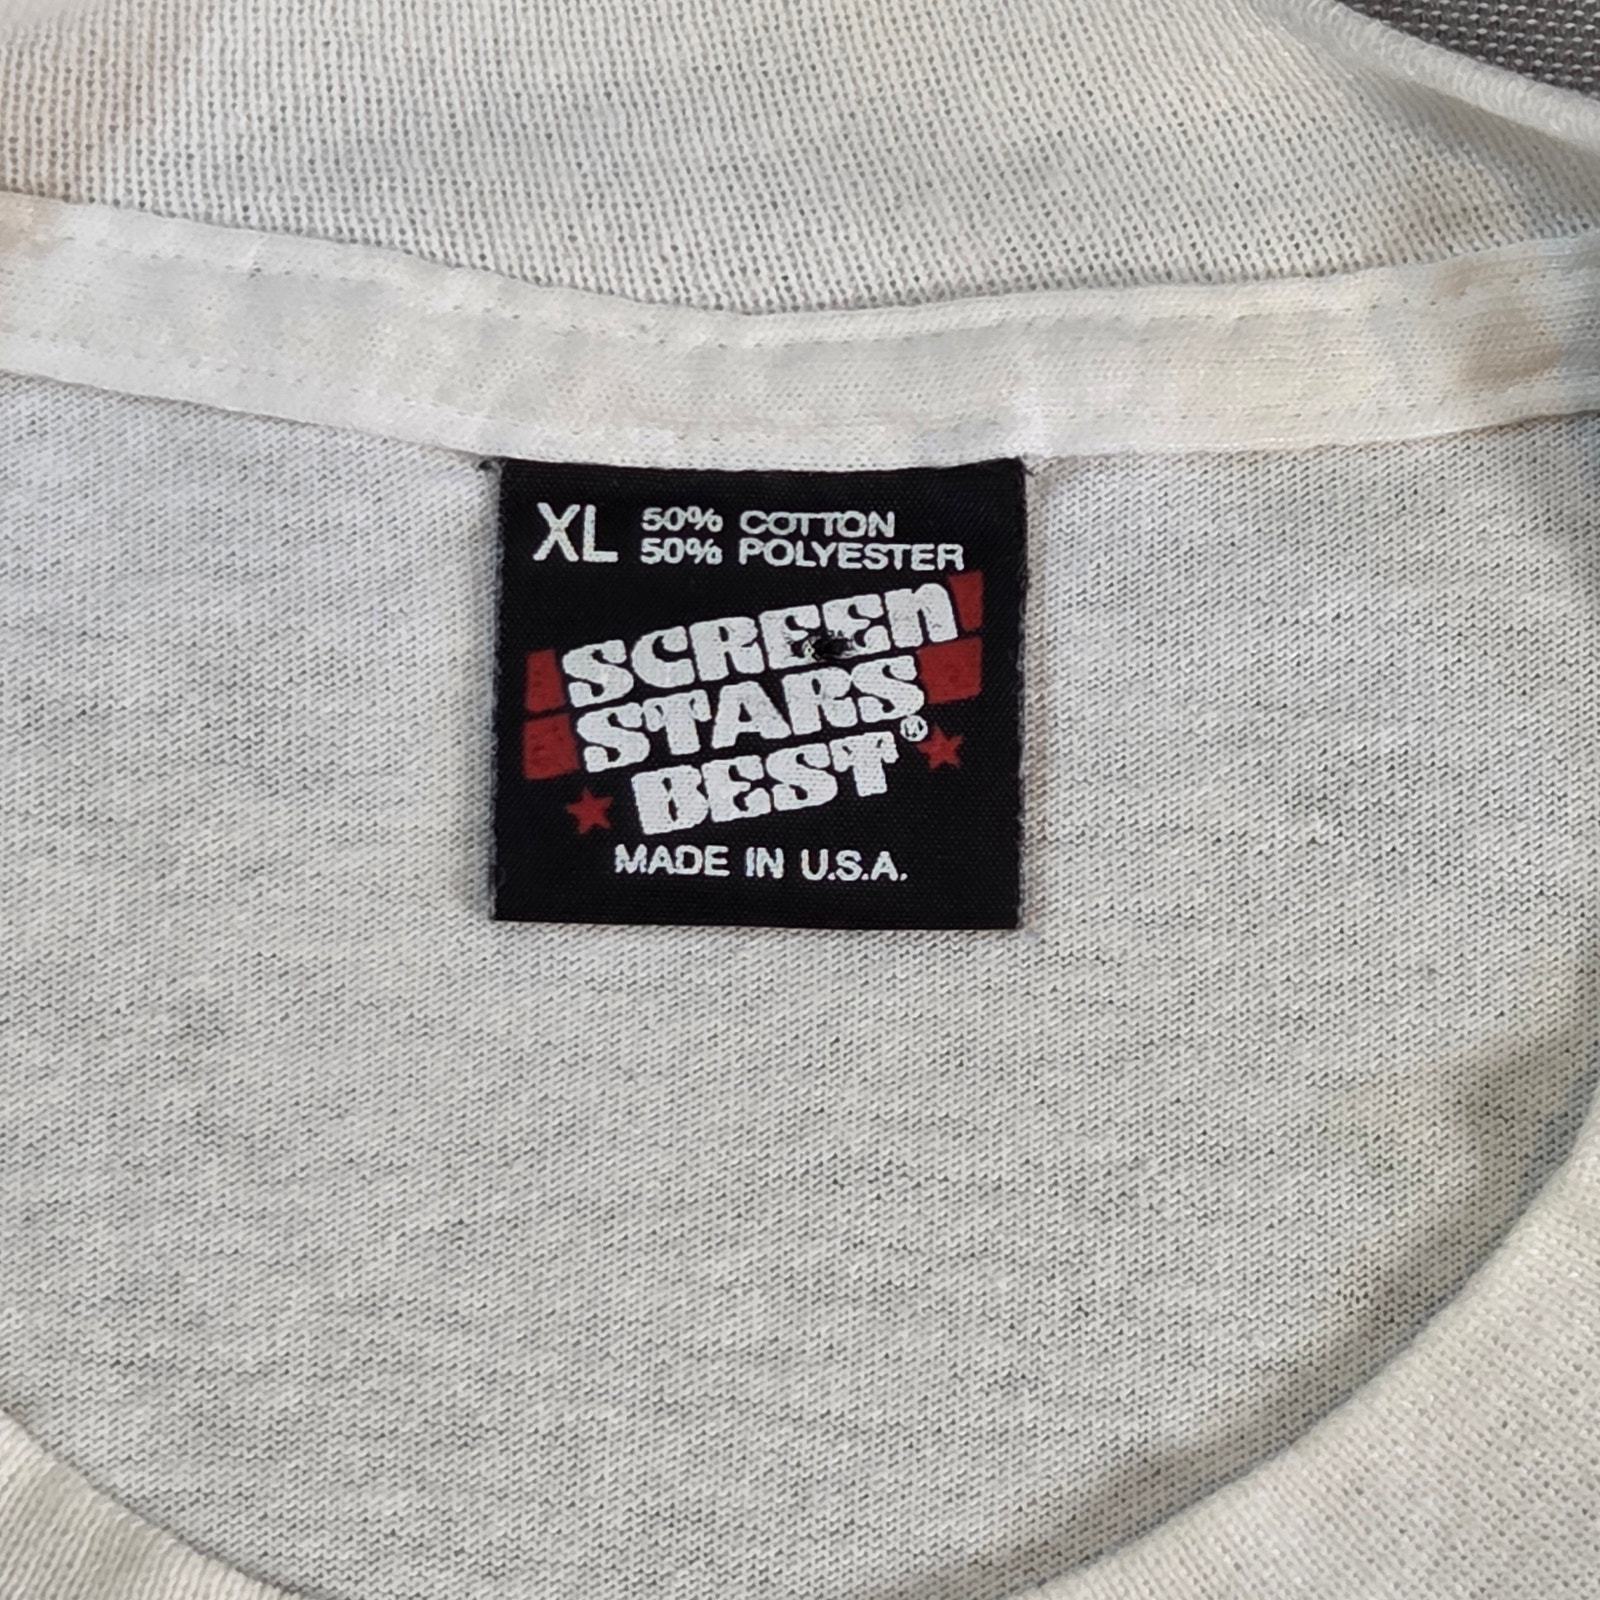 XL 50% COTTON
50% POLYESTER
SCREEN
STARS
BEST®
MADE IN U.S.A.